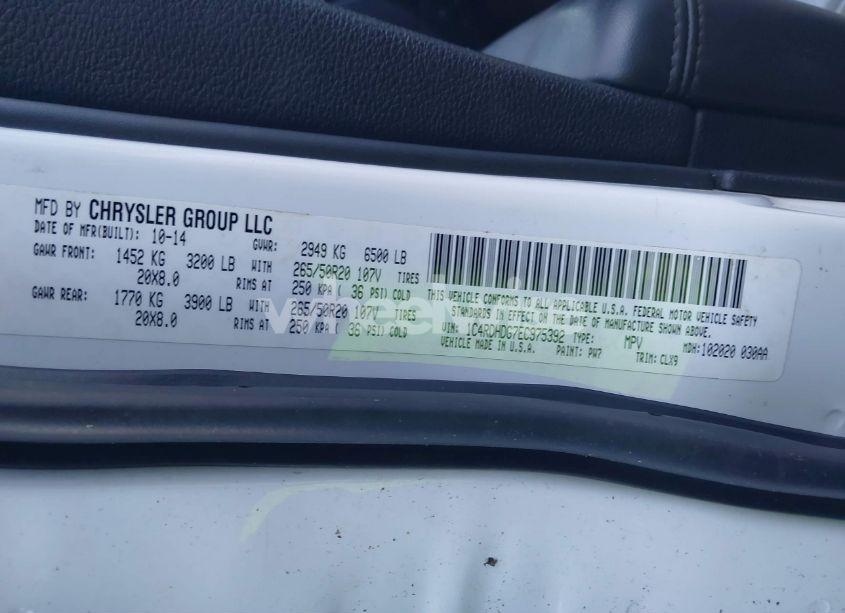 MFD BY CHRYSLER GROUP LLC
DATE OF MFR(BUILT): 10-14 GVWR: 2949 KG 6500 LB
GAWR FRONT: 1452 KG 3200 LB WITH 265/50R20 107V TIRES
20X8.0 RIMS AT 250 KPA ( 36 PSI) COLD
GAWR REAR: 1770 KG 3900 LB WITH 265/50R20 107V TIRES
20X8.0 RIMS AT 250 KPA ( 36 PSI) COLD
THIS VEHICLE CONFORMS TO ALL APPLICABLE U.S.A. FEDERAL MOTOR VEHICLE SAFETY
STANDARDS IN EFFECT ON THE DATE OF MANUFACTURE SHOWN ABOVE.
VIN: 1C4RDHDG7EC975392 TYPE: MPV MDH:102020 030AA
VEHICLE MADE IN U.S.A. PAINT: PW7 TRIM: CLX9